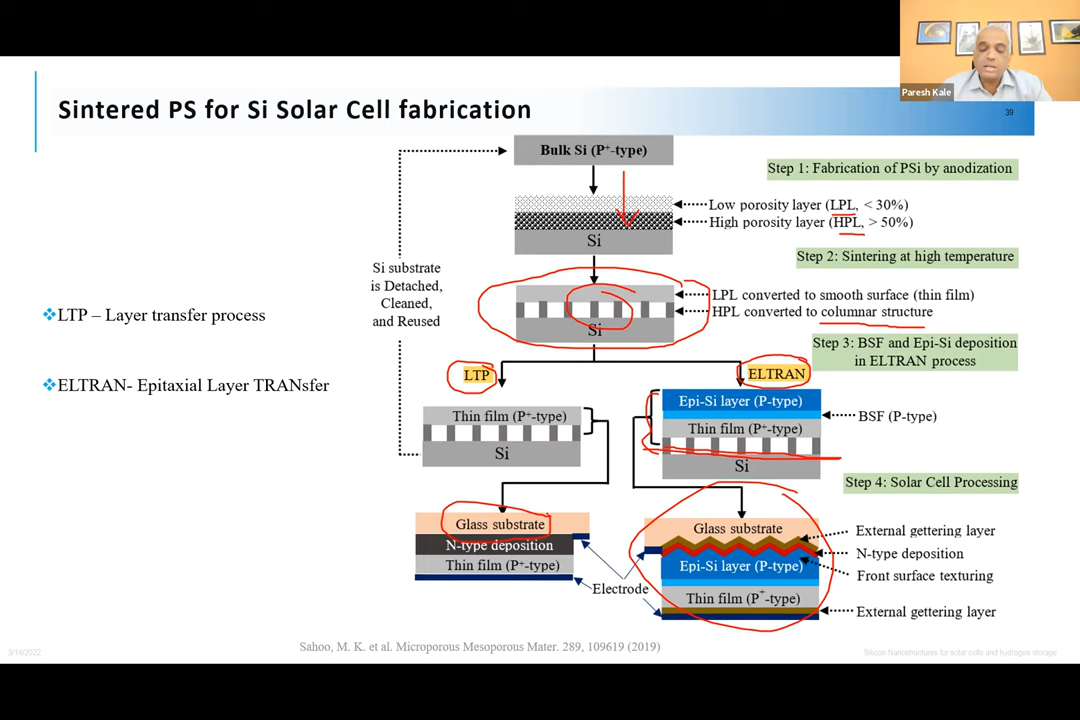 Paresh Kale
Sintered PS for Si Solar Cell fabrication
39
Bulk Si (P+-type)
Step 1: Fabrication of PSi by anodization
Low porosity layer (LPL, < 30%)
High porosity layer (HPL, > 50%)
Si
Step 2: Sintering at high temperature
Si substrate
is Detached,
Cleaned,
and Reused
LPL converted to smooth surface (thin film)
HPL converted to columnar structure
Si
❖LTP – Layer transfer process
Step 3: BSF and Epi-Si deposition
in ELTRAN process
LTP
ELTRAN
❖ELTRAN- Epitaxial Layer TRANsfer
Epi-Si layer (P-type)
Thin film (P+-type)
BSF (P-type)
Thin film (P+-type)
Si
Si
Step 4: Solar Cell Processing
Glass substrate
N-type deposition
Thin film (P+-type)
Electrode
Glass substrate
Epi-Si layer (P-type)
Thin film (P+-type)
External gettering layer
N-type deposition
Front surface texturing
External gettering layer
Sahoo, M. K. et al. Microporous Mesoporous Mater. 289, 109619 (2019)
3/14/2022
Silicon Nanostructures for solar cells and hydrogen storage